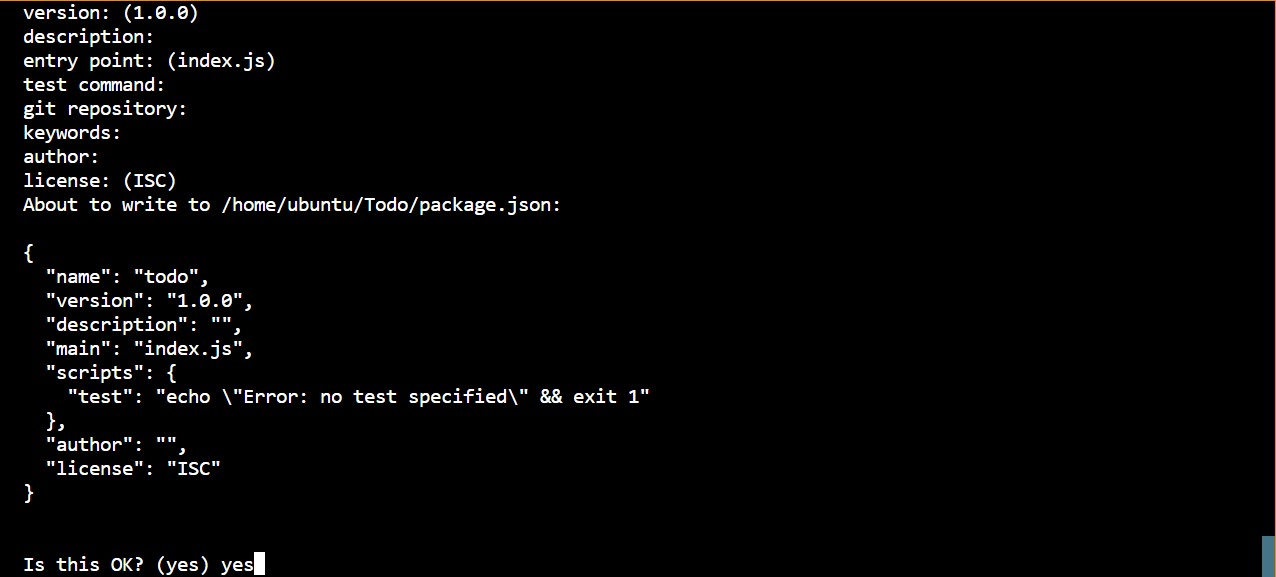 version: (1.0.0)
description:
entry point: (index.js)
test command:
git repository:
keywords:
author:
license: (ISC)
About to write to /home/ubuntu/Todo/package.json:

{
  "name": "todo",
  "version": "1.0.0",
  "description": "",
  "main": "index.js",
  "scripts": {
    "test": "echo \"Error: no test specified\" && exit 1"
  },
  "author": "",
  "license": "ISC"
}

Is this OK? (yes) yes